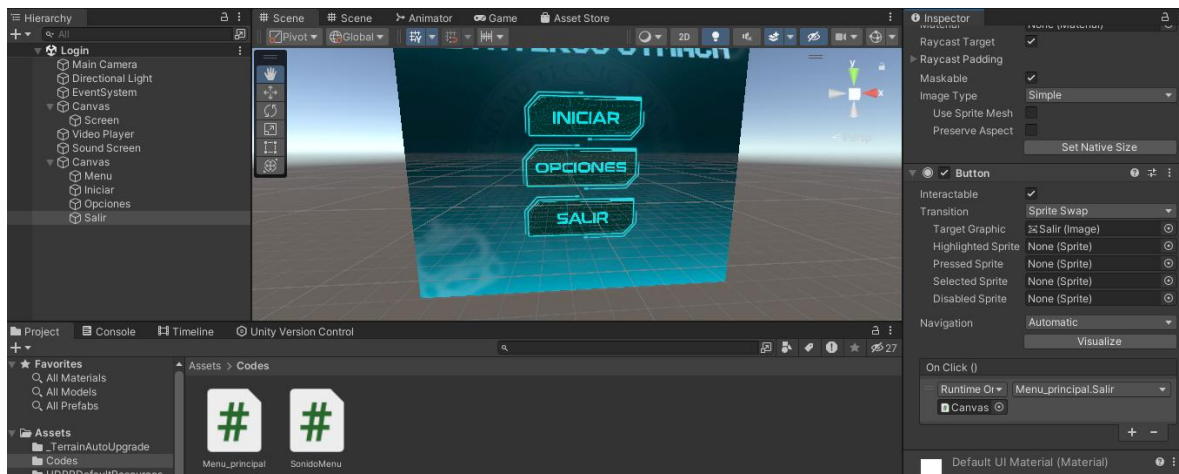 Hierarchy
All
Login
Main Camera
Directional Light
EventSystem
Canvas
Screen
Video Player
Sound Screen
Canvas
Menu
Iniciar
Opciones
Salir
Scene
Scene
Animator
Game
Asset Store
Pivot
Global
2D
INICIAR
OPCIONES
SALIR
y
x
Persp
Inspector
Material
None (Material)
Raycast Target
Raycast Padding
Maskable
Image Type
Simple
Use Sprite Mesh
Preserve Aspect
Set Native Size
Button
Interactable
Transition
Sprite Swap
Target Graphic
Salir (Image)
Highlighted Sprite
None (Sprite)
Pressed Sprite
None (Sprite)
Selected Sprite
None (Sprite)
Disabled Sprite
None (Sprite)
Navigation
Automatic
Visualize
On Click ()
Runtime Or
Menu_principal.Salir
Canvas
+ -
Default UI Material (Material)
Project
Console
Timeline
Unity Version Control
27
Favorites
All Materials
All Models
All Prefabs
Assets
_TerrainAutoUpgrade
Codes
HDRPDefaultResources
Assets > Codes
#
#
Menu_principal
SonidoMenu